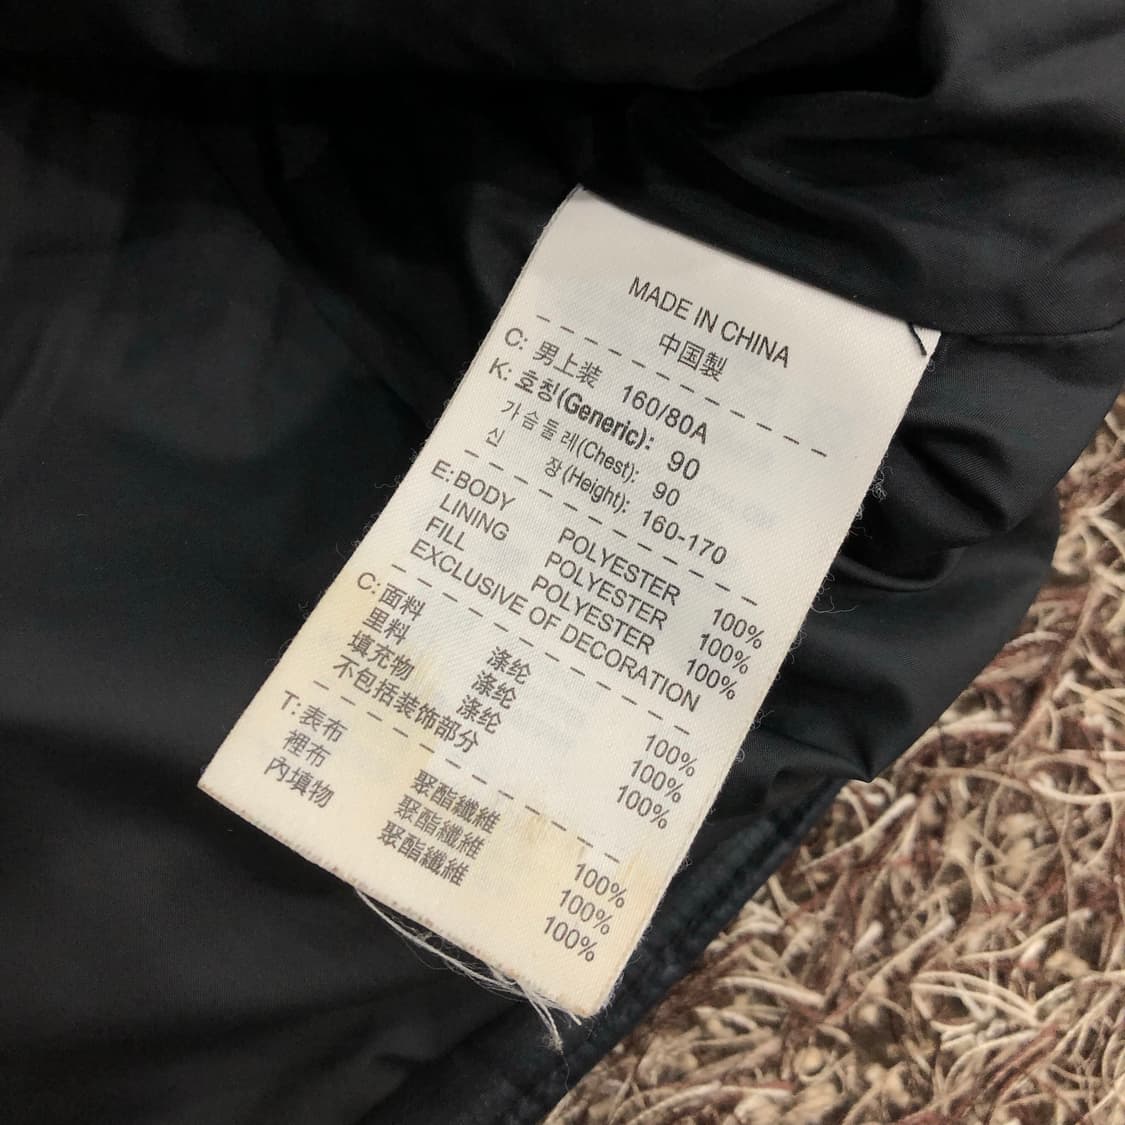 MADE IN CHINA
中国製
C: 男上装 160/80A
K: 호칭(Generic): 90
가슴둘레(Chest): 90
신 장(Height): 160-170
E: BODY POLYESTER 100%
LINING POLYESTER 100%
FILL POLYESTER 100%
EXCLUSIVE OF DECORATION
C: 面料 涤纶 100%
里料 涤纶 100%
填充物 涤纶 100%
不包括装饰部分
T: 表布 聚酯纖維 100%
裡布 聚酯纖維 100%
內填物 聚酯纖維 100%